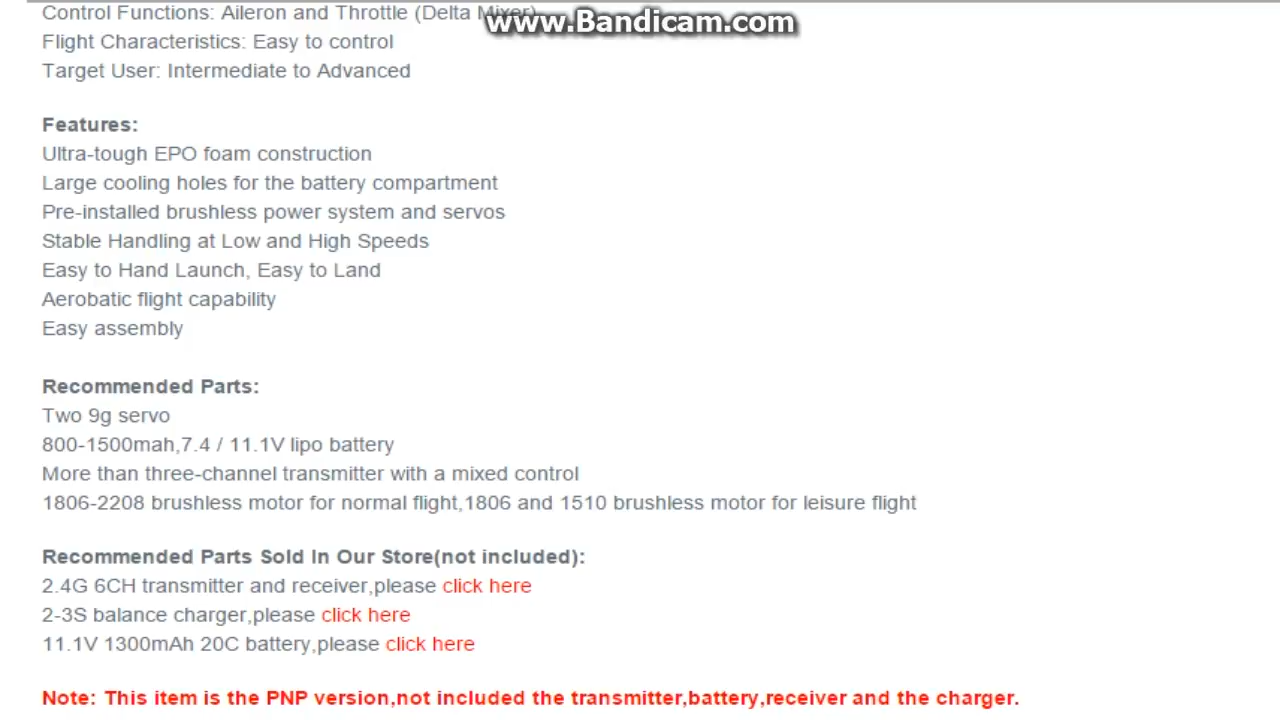 Control Functions: Aileron and Throttle (Delta Mixer)
www.Bandicam.com
Flight Characteristics: Easy to control
Target User: Intermediate to Advanced
Features:
Ultra-tough EPO foam construction
Large cooling holes for the battery compartment
Pre-installed brushless power system and servos
Stable Handling at Low and High Speeds
Easy to Hand Launch, Easy to Land
Aerobatic flight capability
Easy assembly
Recommended Parts:
Two 9g servo
800-1500mah,7.4 / 11.1V lipo battery
More than three-channel transmitter with a mixed control
1806-2208 brushless motor for normal flight,1806 and 1510 brushless motor for leisure flight
Recommended Parts Sold In Our Store(not included):
2.4G 6CH transmitter and receiver,please click here
2-3S balance charger,please click here
11.1V 1300mAh 20C battery,please click here
Note: This item is the PNP version,not included the transmitter,battery,receiver and the charger.